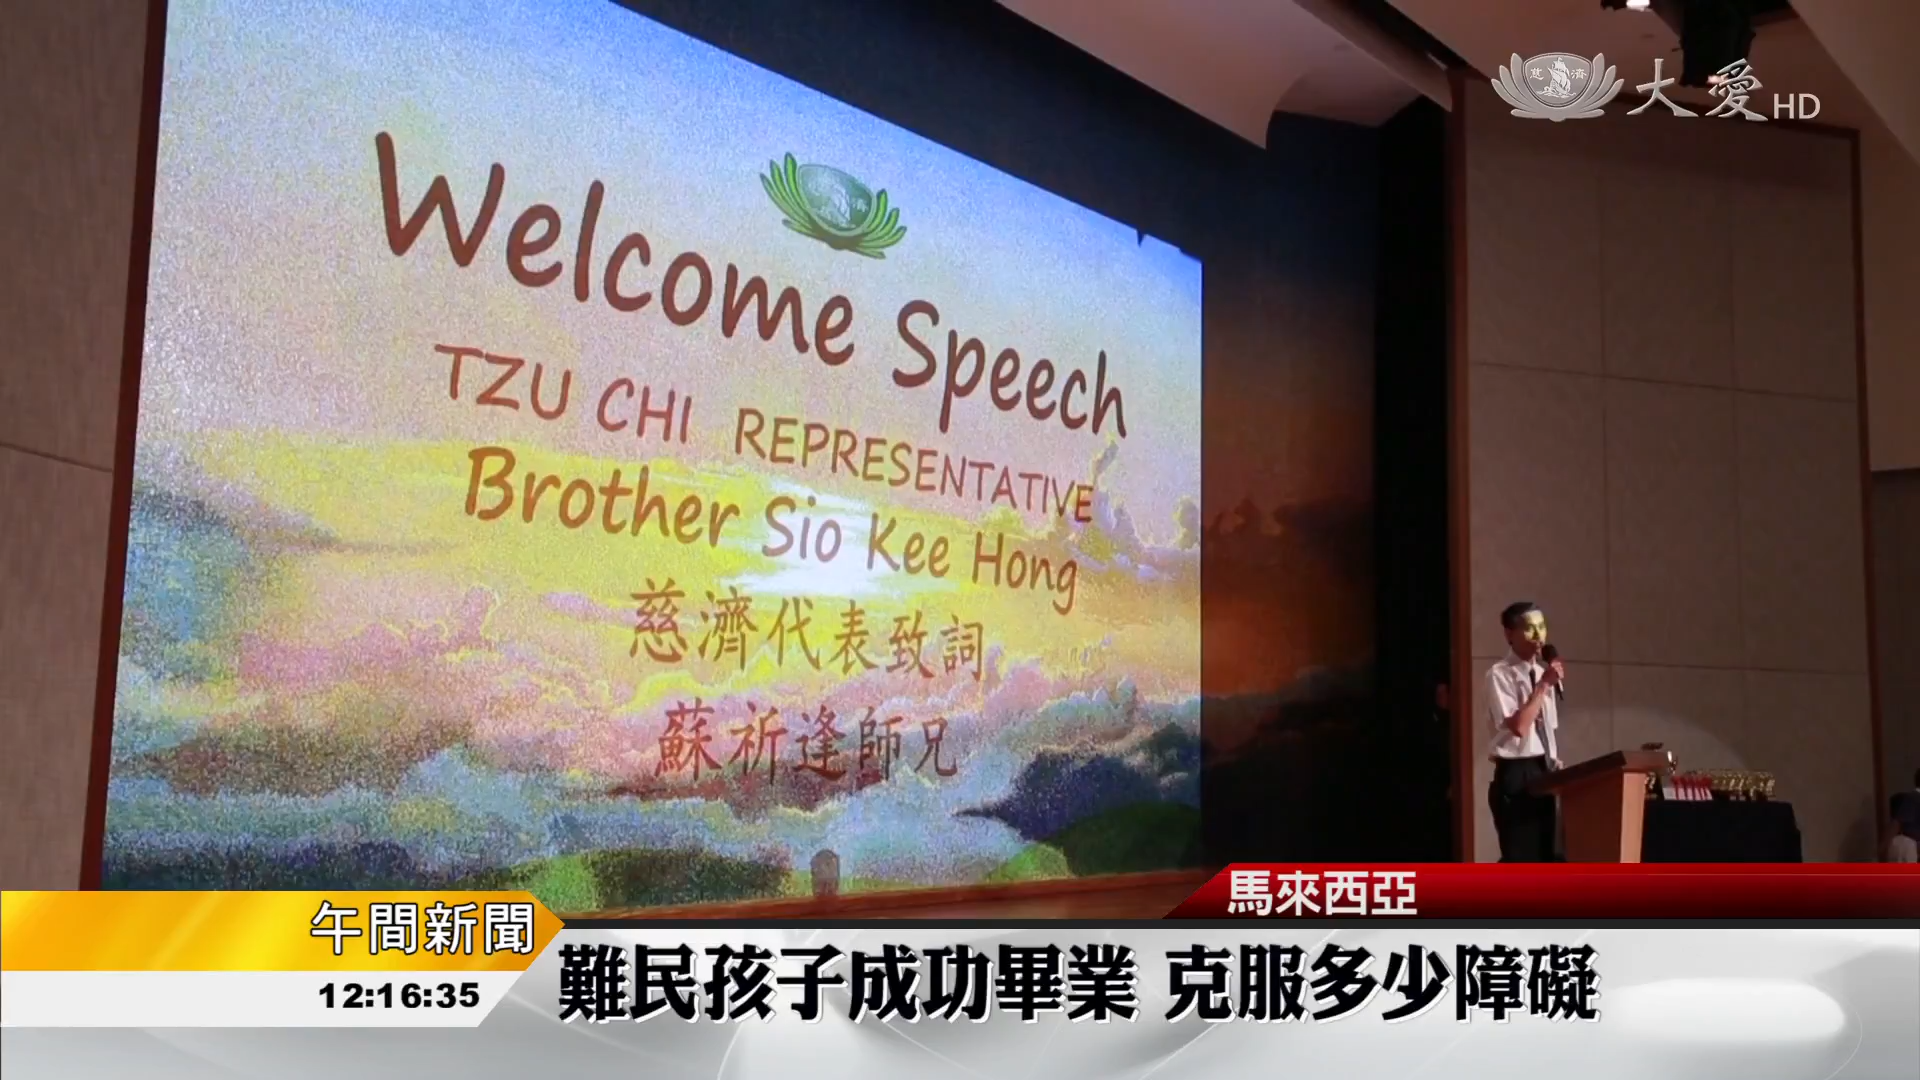 大愛HD
Welcome Speech
TZU CHI REPRESENTATIVE
Brother Sio Kee Hong
慈濟代表致詞
蘇祈逢師兄
馬來西亞
午間新聞
12:16:35
難民孩子成功畢業 克服多少障礙